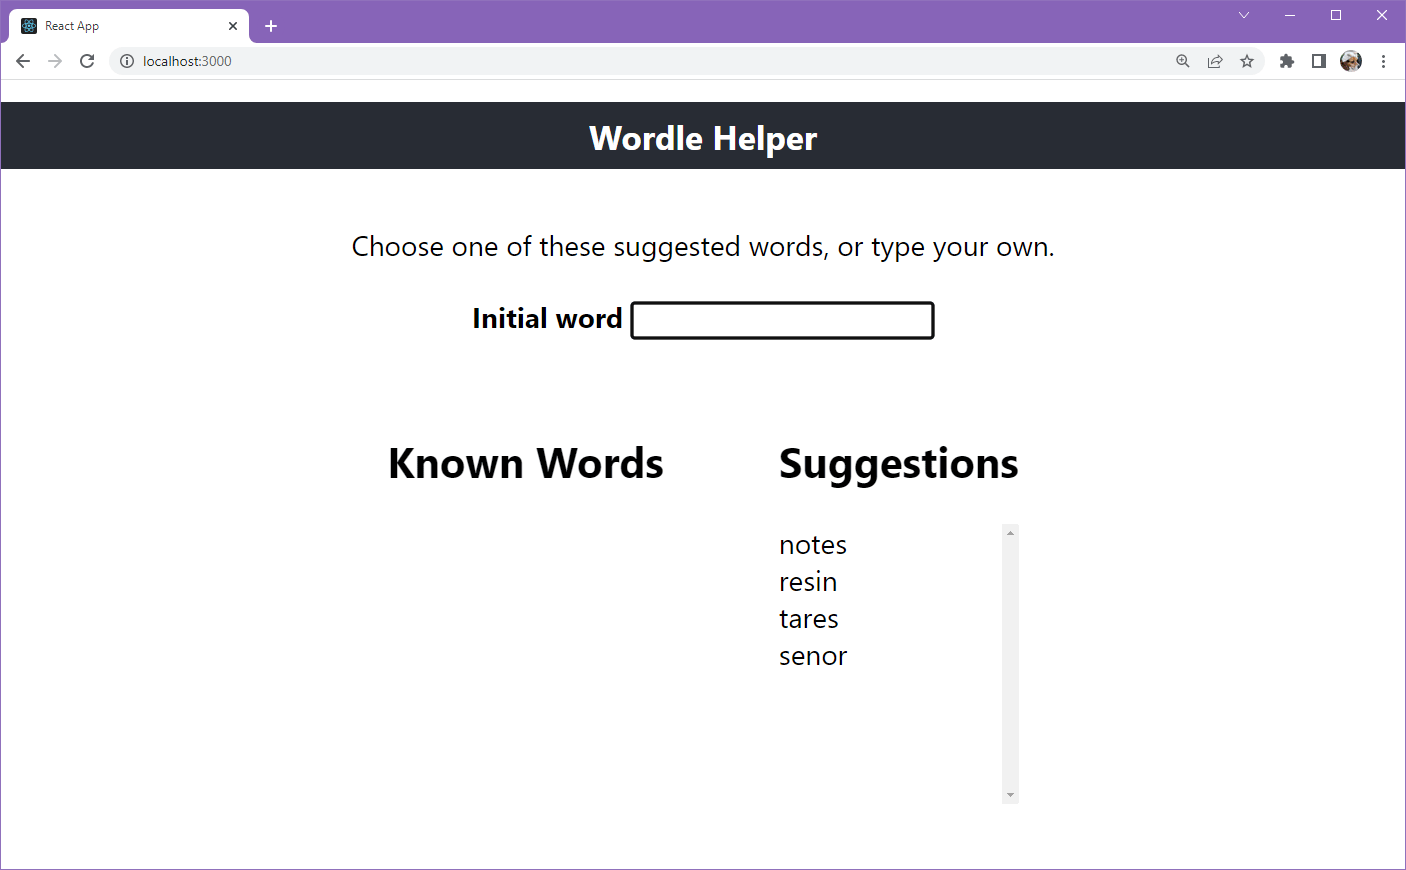 React App
localhost:3000
Wordle Helper
Choose one of these suggested words, or type your own.
Initial word
Known Words
Suggestions
notes
resin
tares
senor